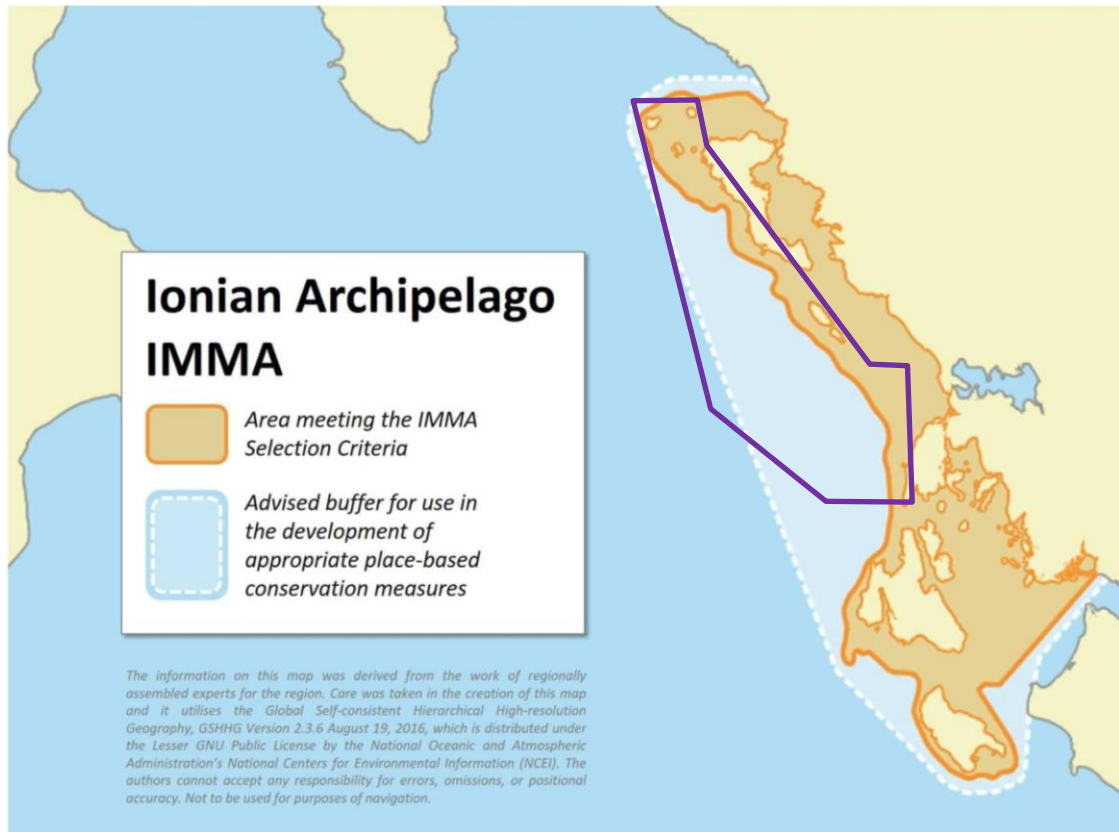 Ionian Archipelago
IMMA
Area meeting the IMMA
Selection Criteria
Advised buffer for use in
the development of
appropriate place-based
conservation measures
The information on this map was derived from the work of regionally
assembled experts for the region. Care was taken in the creation of this map
and it utilises the Global Self-consistent Hierarchical High-resolution
Geography, GSHHG Version 2.3.6 August 19, 2016, which is distributed under
the Lesser GNU Public License by the National Oceanic and Atmospheric
Administration's National Centers for Environmental Information (NCEI). The
authors cannot accept any responsibility for errors, omissions, or positional
accuracy. Not to be used for purposes of navigation.